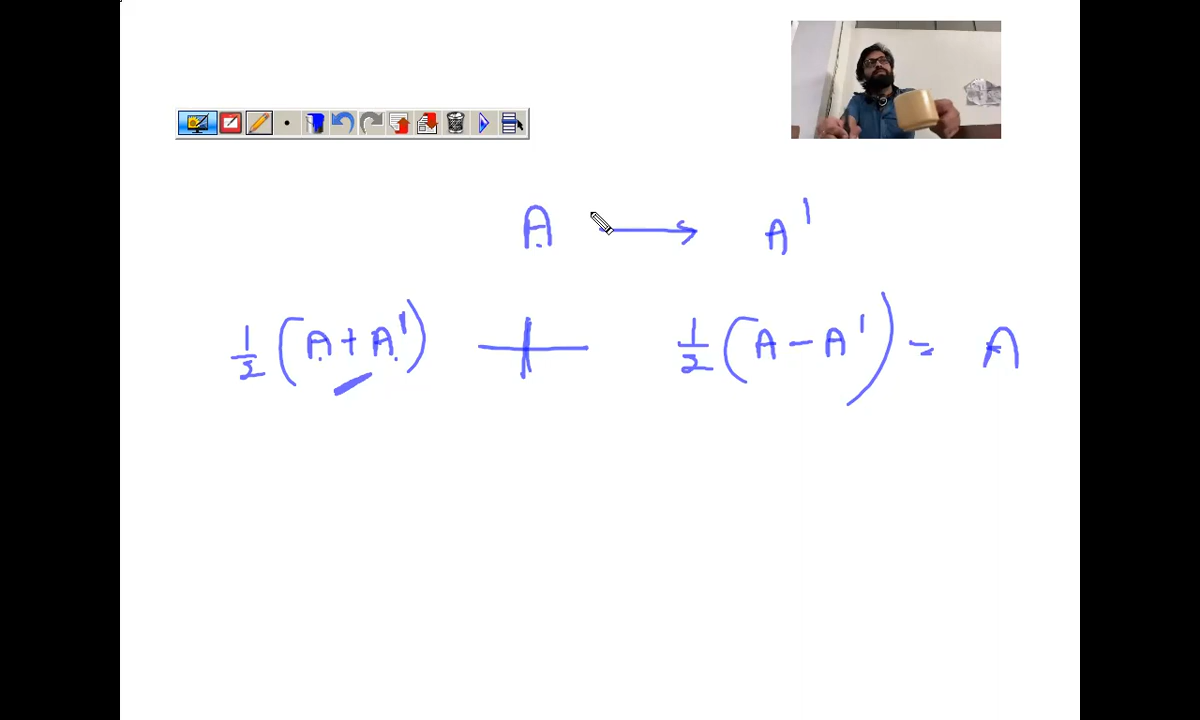 A → A'
1/2 (A + A') + 1/2 (A - A') = A